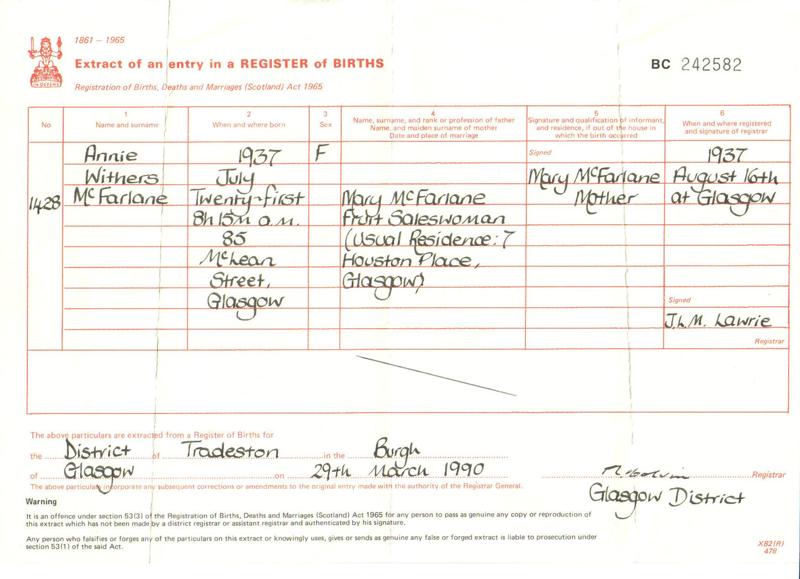 1861 – 1965
Extract of an entry in a REGISTER of BIRTHS
BC 242582
Registration of Births, Deaths and Marriages (Scotland) Act 1965
No
1
Name and surname
2
When and where born
3
Sex
4
Name, surname, and rank or profession of father
Name, and maiden surname of mother
Date and place of marriage
5
Signature and qualification of informant,
and residence, if out of the house in
which the birth occurred
6
When and where registered
and signature of registrar
1428
Annie
Withers
McFarlane
1937
July
Twenty-first
8h 15m a.m.
85
McLean
Street,
Glasgow
F
Mary McFarlane
Fruit Saleswoman
(Usual Residence: 7
Houston Place,
Glasgow)
Signed
Mary McFarlane
Mother
1937
August 16th
at Glasgow
Signed
J.L.M. Lawrie
Registrar
The above particulars are extracted from a Register of Births for
the District of Tradeston in the Burgh
of Glasgow on 29th March 1990
Registrar
The above particulars incorporate any subsequent corrections or amendments to the original entry made with the authority of the Registrar General.
Glasgow District
Warning
It is an offence under section 53(3) of the Registration of Births, Deaths and Marriages (Scotland) Act 1965 for any person to pass as genuine any copy or reproduction of
this extract which has not been made by a district registrar or assistant registrar and authenticated by his signature.
Any person who falsifies or forges any of the particulars on this extract or knowingly uses, gives or sends as genuine any false or forged extract is liable to prosecution under
section 53(1) of the said Act.
X82(R)
478